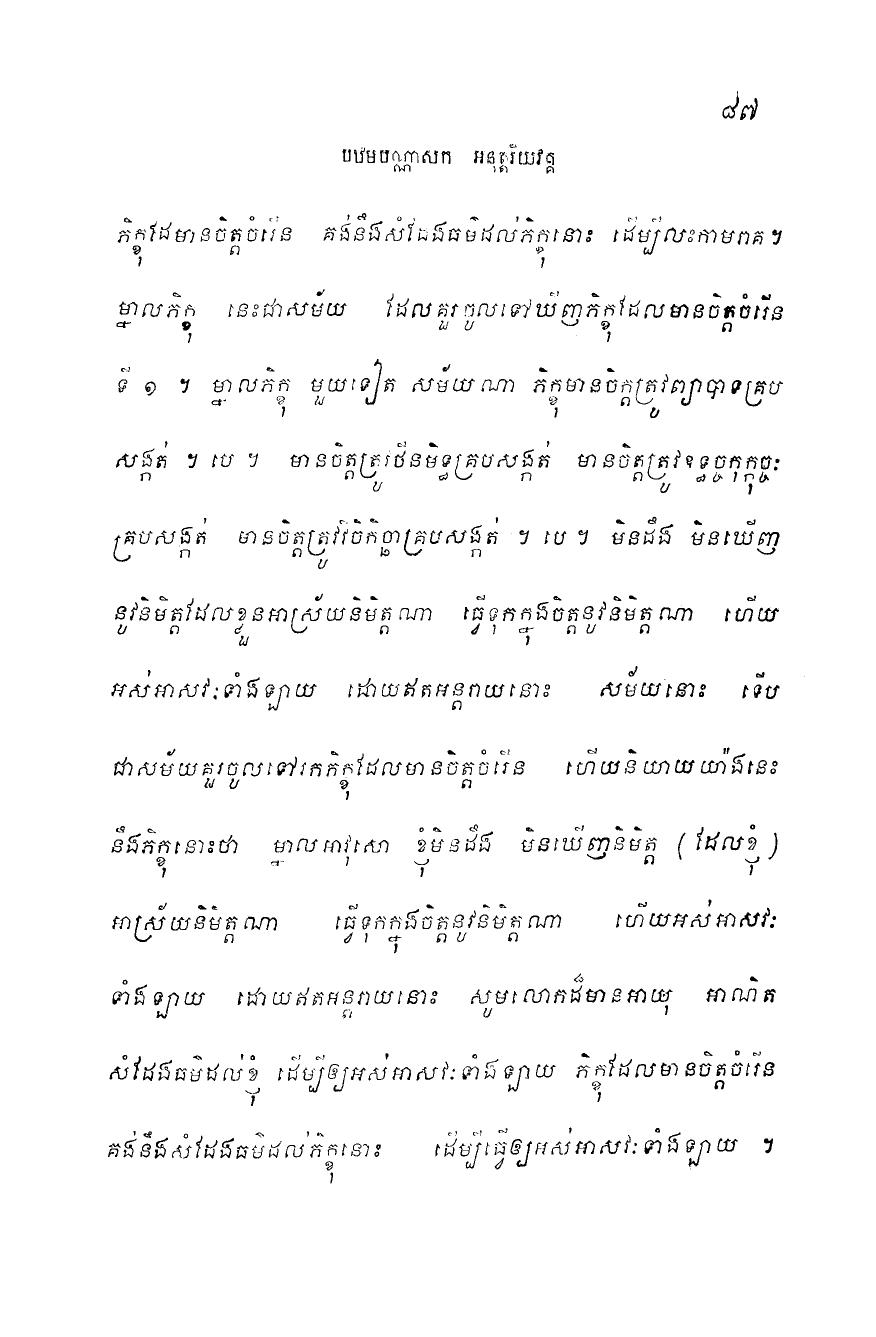 ៨៧
បឋមបណ្ណាសក អនុត្តរិយវគ្គ
ភិក្ខុដែមានចិត្តចំរើន គង់នឹងសំដែងធម៌ដល់ភិក្ខុនោះ ដើម្បីលះកាមរាគ។
ម្នាលភិក្ខុ នេះជាសម័យ ដែលគួរចូលទៅឃើញភិក្ខុដែលមានចិត្តចំរើន
ទី ១ ។ ម្នាលភិក្ខុ មួយទៀត សម័យណា ភិក្ខុមានចិត្តត្រូវព្យាបាទគ្រប
សង្កត់ ។ បេ ។ មានចិត្តត្រូវថីនមិទ្ធគ្របសង្កត់ មានចិត្តត្រូវឧទ្ធច្ចកុក្កុច្ចៈ
គ្របសង្កត់ មានចិត្តត្រូវវិចិកិច្ឆាគ្របសង្កត់ ។ បេ ។ មិនដឹង មិនឃើញ
នូវនិមិត្តដែលខ្លួនអាស្រ័យនិមិត្តណា ធ្វើទុកក្នុងចិត្តនូវនិមិត្តណា ហើយ
អស់អាសវៈទាំងឡាយ ដោយឥតអន្តរាយនោះ សម័យនោះ ទើប
ជាសម័យគួរចូលទៅរកភិក្ខុដែលមានចិត្តចំរើន ហើយនិយាយយ៉ាងនេះ
នឹងភិក្ខុនោះថា ម្នាលអាវុសោ ខ្ញុំមិនដឹង មិនឃើញនិមិត្ត (ដែលខ្ញុំ)
អាស្រ័យនិមិត្តណា ធ្វើទុកក្នុងចិត្តនូវនិមិត្តណា ហើយអស់អាសវៈ
ទាំងឡាយ ដោយឥតអន្តរាយនោះ សូមលោកដ៏មានអាយុ អាណិត
សំដែងធម៌ដល់ខ្ញុំ ដើម្បីឲ្យអស់អាសវៈទាំងឡាយ ភិក្ខុដែលមានចិត្តចំរើន
គង់នឹងសំដែងធម៌ដល់ភិក្ខុនោះ ដើម្បីធ្វើឲ្យអស់អាសវៈទាំងឡាយ ។